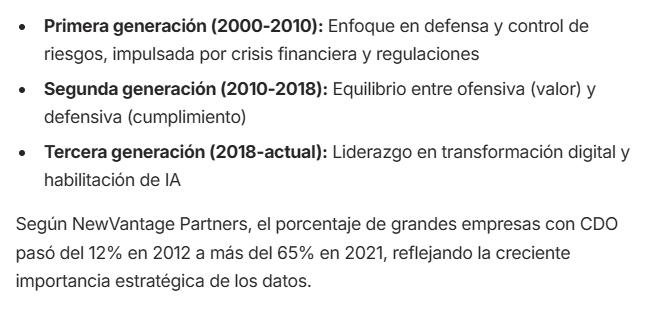 • Primera generación (2000-2010): Enfoque en defensa y control de
riesgos, impulsada por crisis financiera y regulaciones
• Segunda generación (2010-2018): Equilibrio entre ofensiva (valor) y
defensiva (cumplimiento)
• Tercera generación (2018-actual): Liderazgo en transformación digital y
habilitación de IA
Según NewVantage Partners, el porcentaje de grandes empresas con CDO
pasó del 12% en 2012 a más del 65% en 2021, reflejando la creciente
importancia estratégica de los datos.